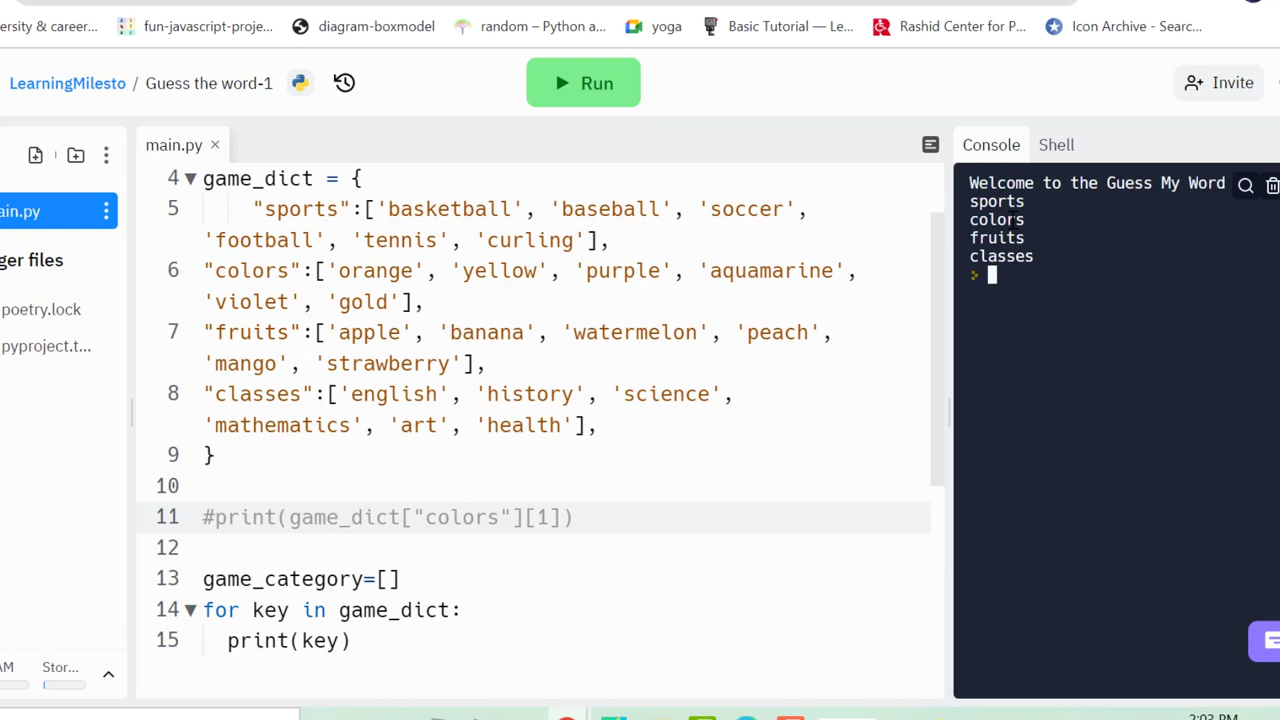 ersity & career... fun-javascript-proje... diagram-boxmodel random – Python a... yoga Basic Tutorial — Le... Rashid Center for P... Icon Archive - Searc...
LearningMilesto / Guess the word-1 Run Invite
main.py × Console Shell
4 game_dict = {
5 "sports":['basketball', 'baseball', 'soccer',
'football', 'tennis', 'curling'],
6 "colors":['orange', 'yellow', 'purple', 'aquamarine',
'violet', 'gold'],
7 "fruits":['apple', 'banana', 'watermelon', 'peach',
'mango', 'strawberry'],
8 "classes":['english', 'history', 'science',
'mathematics', 'art', 'health'],
9 }
10
11 #print(game_dict["colors"][1])
12
13 game_category=[]
14 for key in game_dict:
15 print(key)
ain.py
ger files
poetry.lock
pyproject.t...
AM Stor...
Welcome to the Guess My Word
sports
colors
fruits
classes
>
2:03 PM